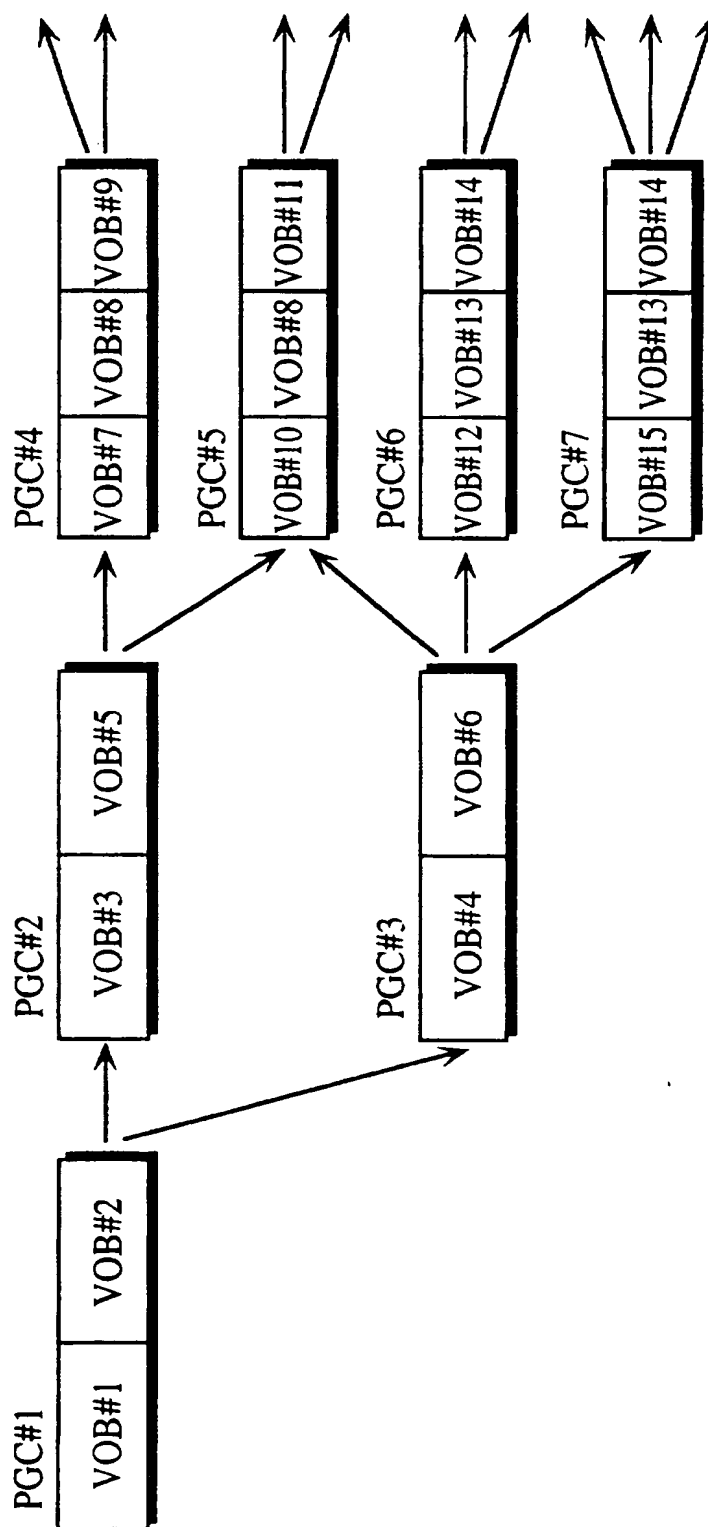 PGC#1
VOB#1 VOB#2
PGC#2
VOB#3 VOB#5
PGC#3
VOB#4 VOB#6
PGC#4
VOB#7 VOB#8 VOB#9
PGC#5
VOB#10 VOB#8 VOB#11
PGC#6
VOB#12 VOB#13 VOB#14
PGC#7
VOB#15 VOB#13 VOB#14